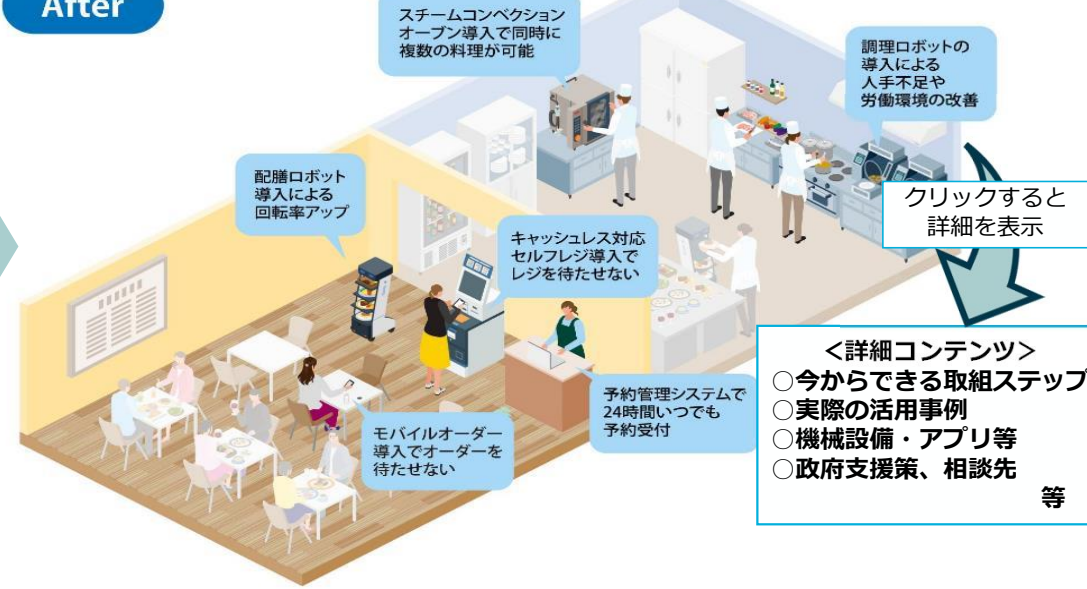 After
スチームコンベクション
オーブン導入で同時に
複数の料理が可能
調理ロボットの
導入による
人手不足や
労働環境の改善
配膳ロボット
導入による
回転率アップ
クリックすると
詳細を表示
キャッシュレス対応
セルフレジ導入で
レジを待たせない
予約管理システムで
24時間いつでも
予約受付
モバイルオーダー
導入でオーダーを
待たせない
＜詳細コンテンツ＞
○今からできる取組ステップ
○実際の活用事例
○機械設備・アプリ等
○政府支援策、相談先
等